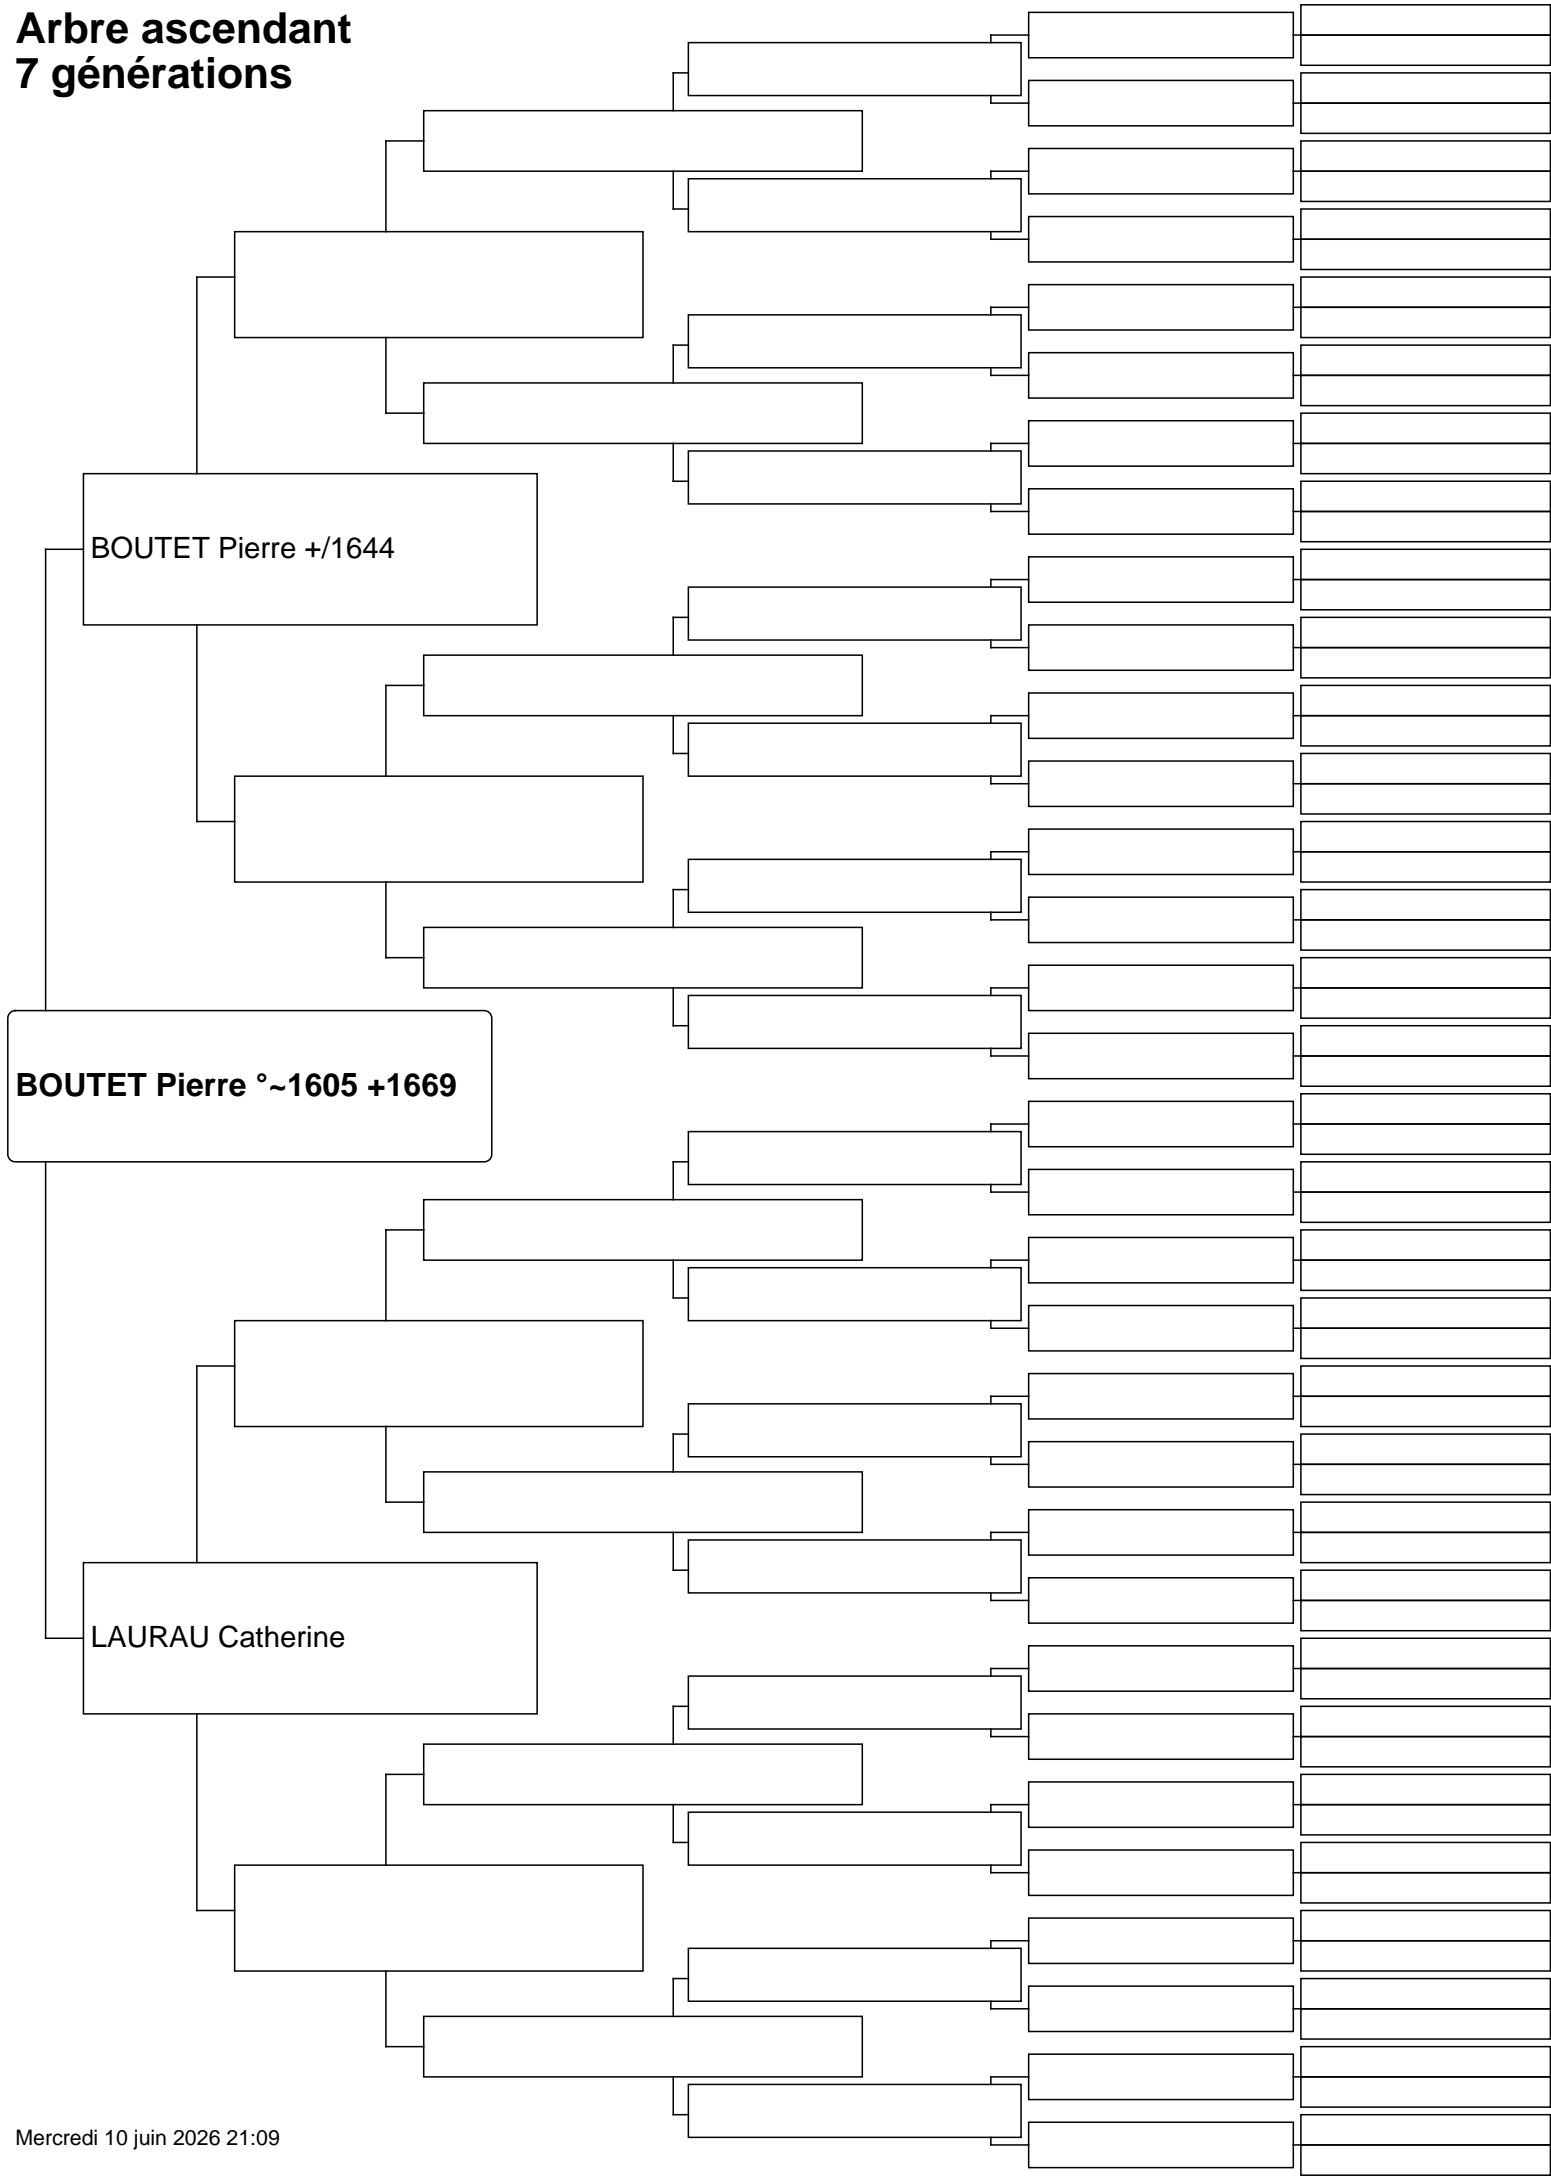 Arbre ascendant
7 générations
BOUTET Pierre +/1644
BOUTET Pierre °~1605 +1669
LAURAU Catherine
Mercredi 10 juin 2026 21:09